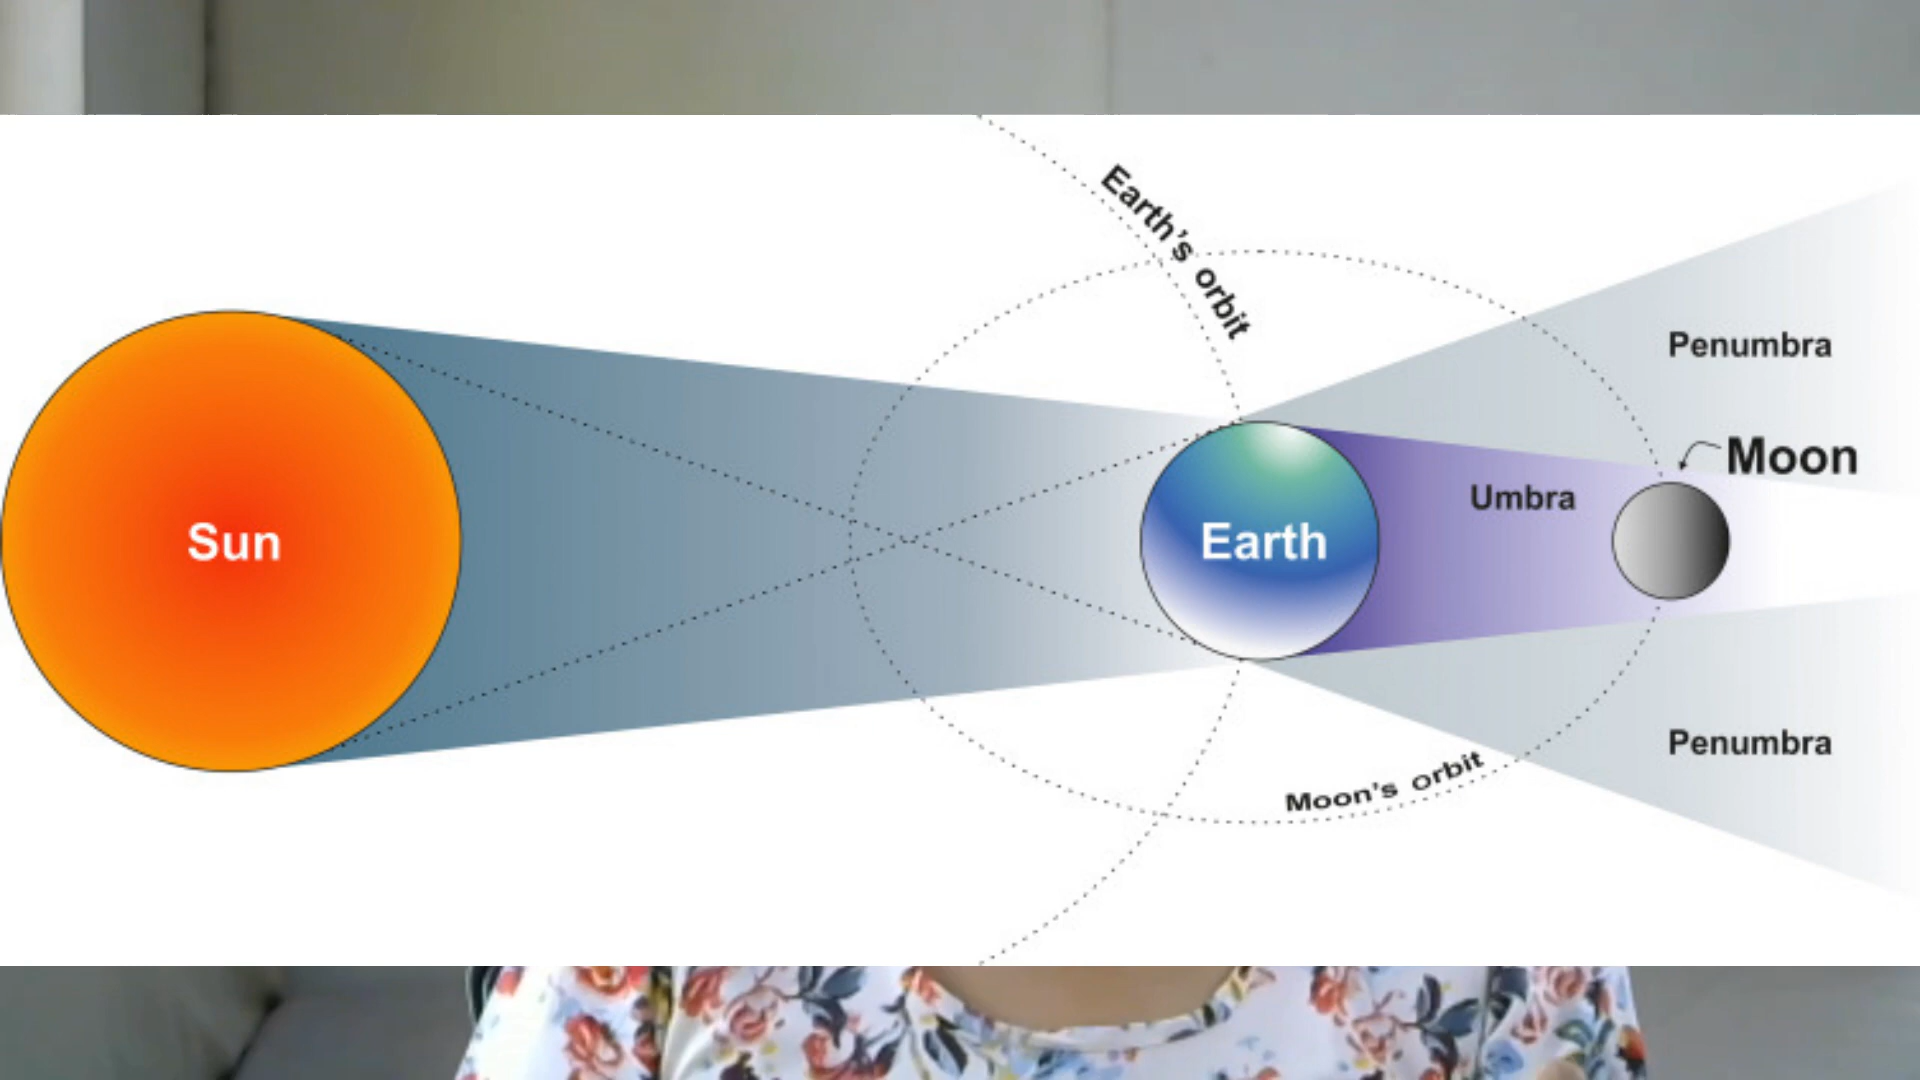 Earth's orbit
Penumbra
Moon
Umbra
Sun
Earth
Penumbra
Moon's orbit